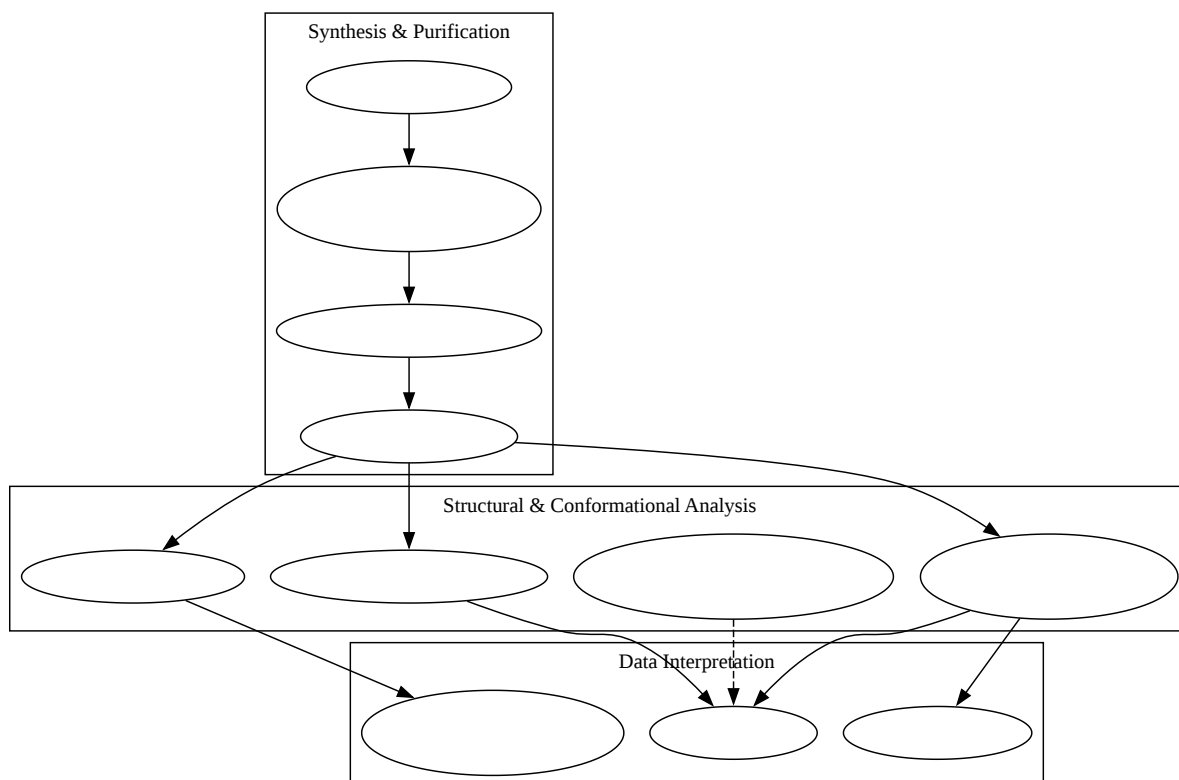 Synthesis & Purification
Structural & Conformational Analysis
Data Interpretation